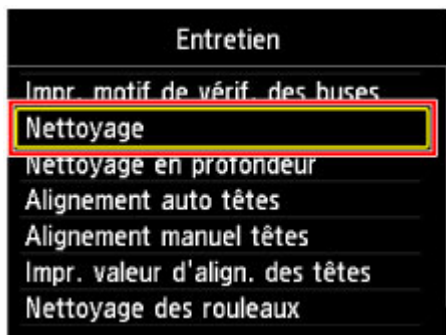 Entretien
Impr. motif de vérif. des buses
Nettoyage
Nettoyage en profondeur
Alignement auto têtes
Alignement manuel têtes
Impr. valeur d'align. des têtes
Nettoyage des rouleaux